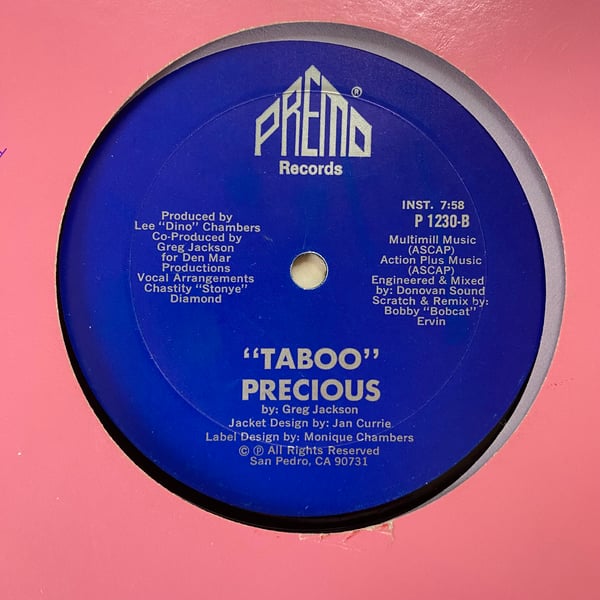 PREMO
®
Records
Produced by
Lee "Dino" Chambers
Co-Produced by
Greg Jackson
for Den Mar
Productions
Vocal Arrangements
Chastity "Stonye"
Diamond
INST. 7:58
P 1230-B
Multimill Music
(ASCAP)
Action Plus Music
(ASCAP)
Engineered & Mixed
by: Donovan Sound
Scratch & Remix by:
Bobby "Bobcat"
Ervin
"TABOO"
PRECIOUS
by: Greg Jackson
Jacket Design by: Jan Currie
Label Design by: Monique Chambers
© ℗ All Rights Reserved
San Pedro, CA 90731